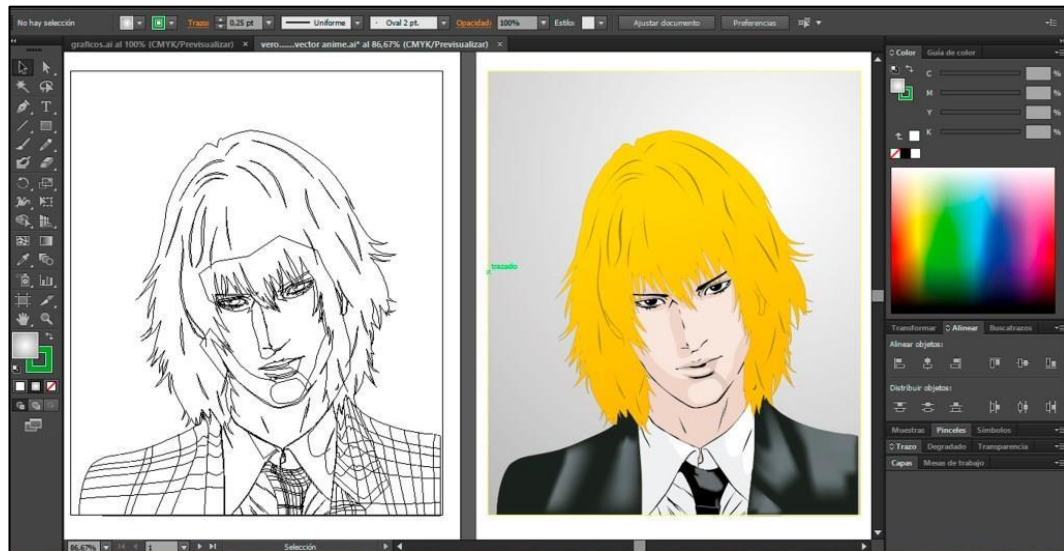 No hay selección Trazo: 0,25 pt Uniforme Oval 2 pt. Opacidad: 100% Estilo: Ajustar documento Preferencias
graficos.ai al 100% (CMYK/Previsualizar) × vero......vector anime.ai* al 86,67% (CMYK/Previsualizar) ×
Color Guía de color
C %
M %
Y %
K %
trazado
Transformar Alinear Buscatrazos
Alinear objetos:
Distribuir objetos:
Muestras Pinceles Símbolos
Trazo Degradado Transparencia
Capas Mesas de trabajo
86,67% 1 Selección